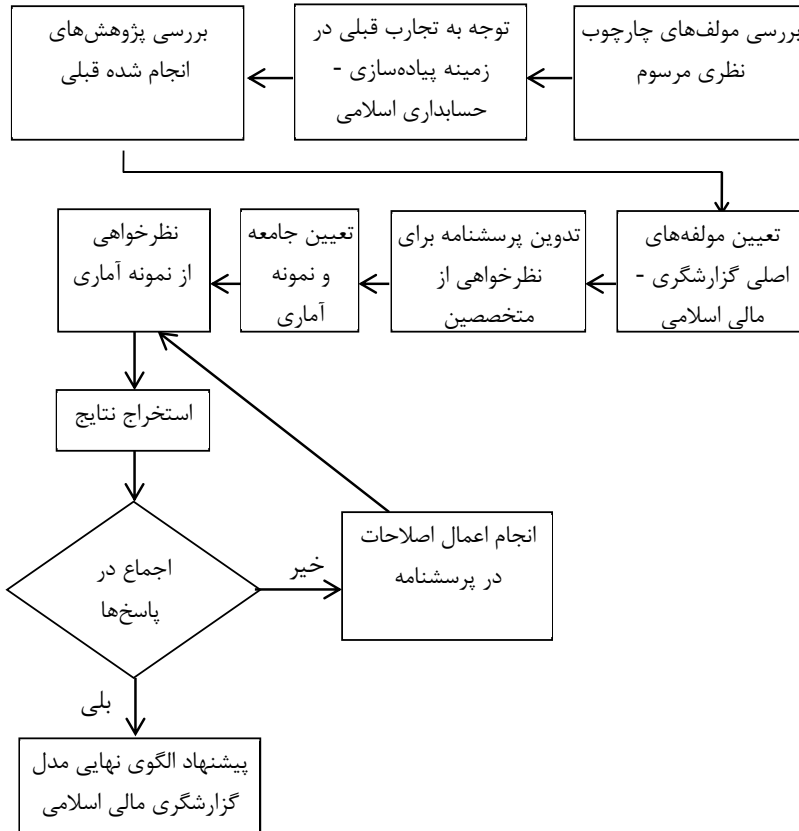 بررسی مولف‌های چارچوب
نظری مرسوم
توجه به تجارب قبلی در
زمینه پیاده‌سازی -
حسابداری اسلامی
بررسی پژوهش‌های
انجام شده قبلی
تعیین مولفه‌های
اصلی گزارشگری -
مالی اسلامی
تدوین پرسشنامه برای
نظرخواهی از
متخصصین
تعیین جامعه
و نمونه
آماری
نظرخواهی
از نمونه آماری
استخراج نتایج
اجماع در
پاسخ‌ها
خیر
انجام اعمال اصلاحات
در پرسشنامه
بلی
پیشنهاد الگوی نهایی مدل
گزارشگری مالی اسلامی